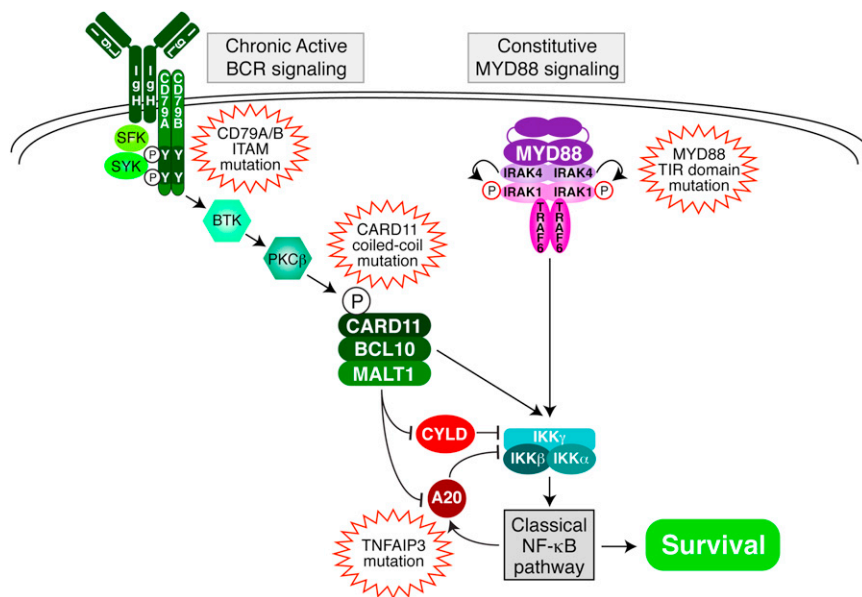 IgL
IgL
IgH
IgH
CD79A
CD79B
Chronic Active
BCR signaling
Constitutive
MYD88 signaling
SFK
SYK
P
P
Y
Y
Y
Y
CD79A/B
ITAM
mutation
MYD88
IRAK4
IRAK4
P
IRAK1
IRAK1
P
TRAF6
TRAF6
MYD88
TIR domain
mutation
BTK
PKCβ
CARD11
coiled-coil
mutation
P
CARD11
BCL10
MALT1
CYLD
IKKγ
IKKβ
IKKα
A20
TNFAIP3
mutation
Classical
NF-κB
pathway
Survival